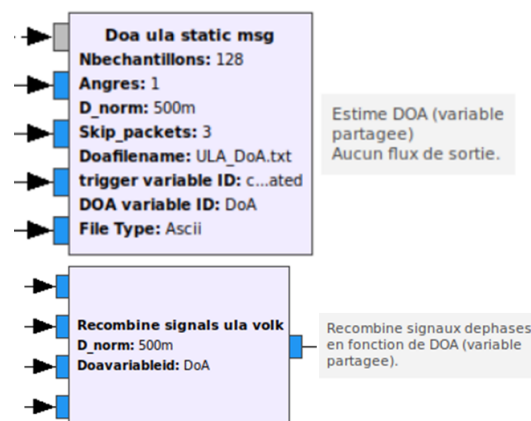 Doa ula static msg
Nbechantillons: 128
Angres: 1
D_norm: 500m
Skip_packets: 3
Doafilename: ULA_DoA.txt
trigger variable ID: c...ated
DOA variable ID: DoA
File Type: Ascii
Estime DOA (variable
partagee)
Aucun flux de sortie.
Recombine signals ula volk
D_norm: 500m
Doavariableid: DoA
Recombine signaux dephases
en fonction de DOA (variable
partagee).